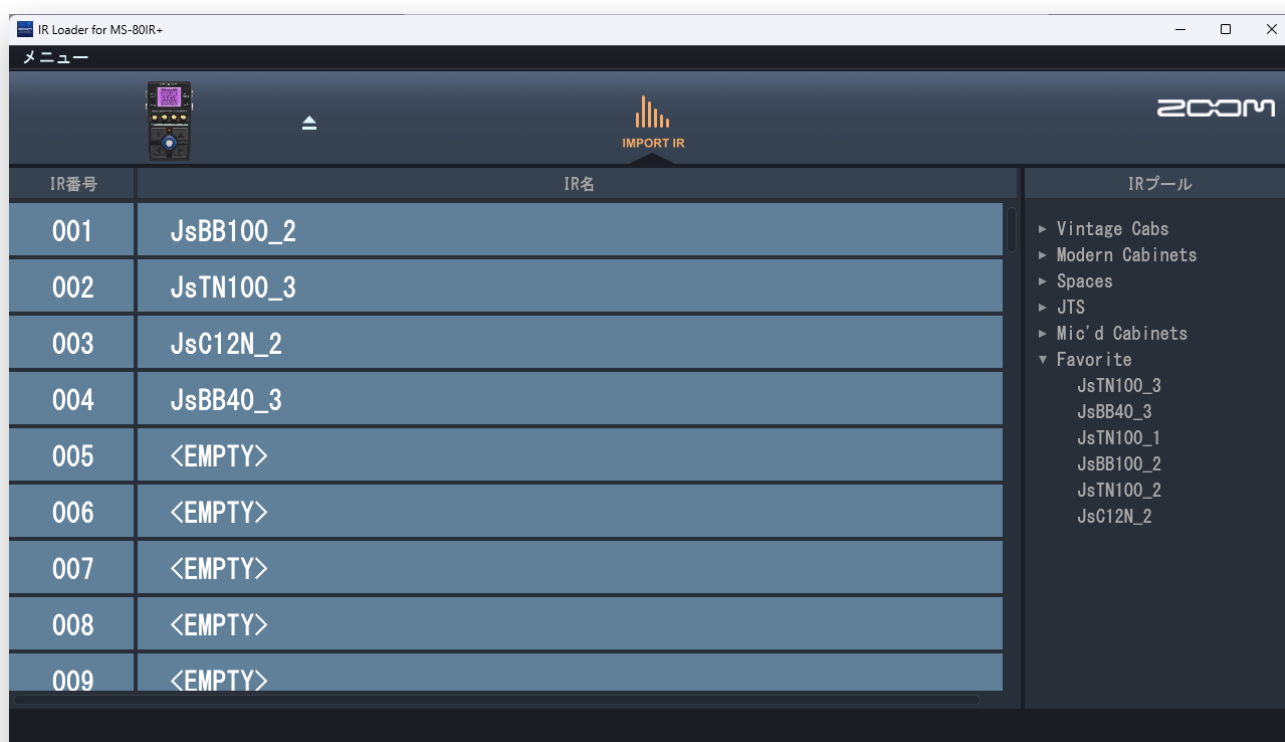 IR Loader for MS-80IR+
メニュー
IMPORT IR
ZOOM
IR番号
IR名
IRプール
001 JsBB100_2
002 JsTN100_3
003 JsC12N_2
004 JsBB40_3
005 <EMPTY>
006 <EMPTY>
007 <EMPTY>
008 <EMPTY>
009 <EMPTY>
Vintage Cabs
Modern Cabinets
Spaces
JTS
Mic'd Cabinets
Favorite
JsTN100_3
JsBB40_3
JsTN100_1
JsBB100_2
JsTN100_2
JsC12N_2